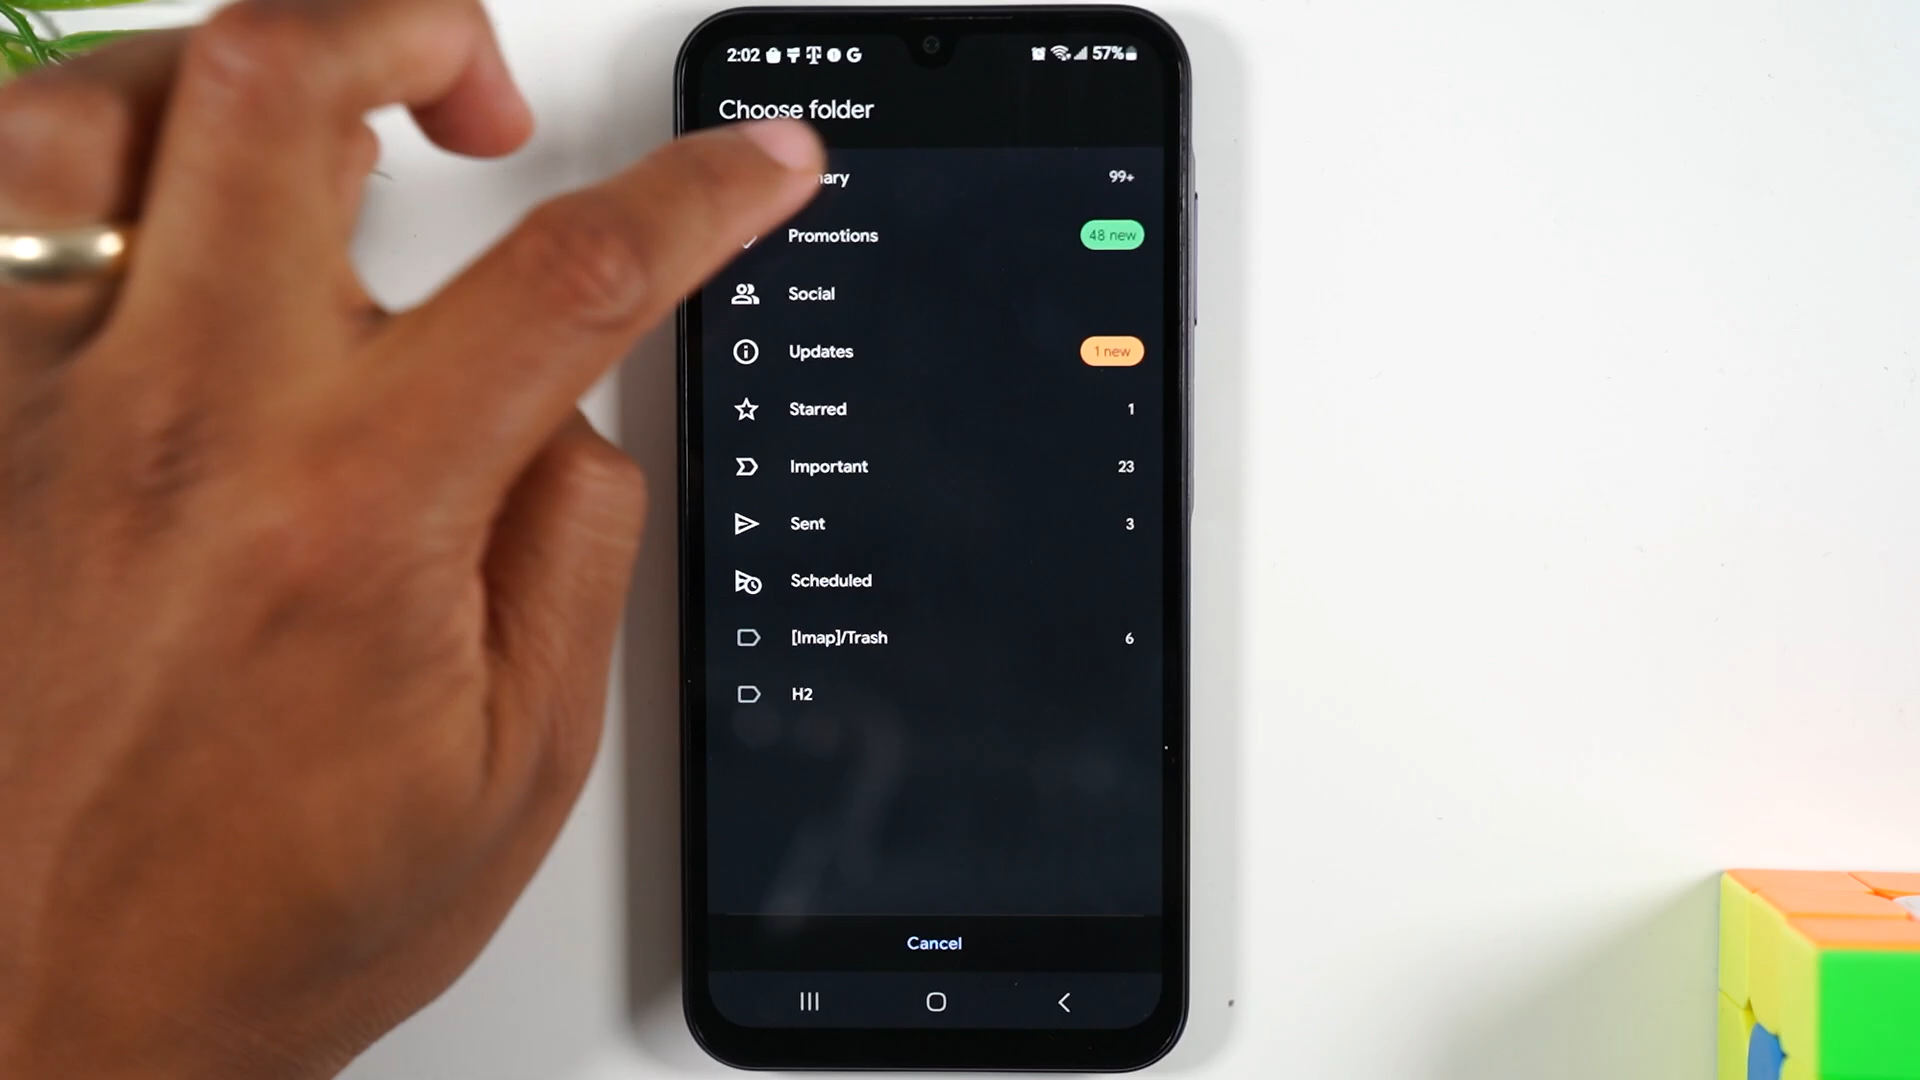 2:02 57%
Choose folder
99+
Promotions 48 new
Social
Updates 1 new
Starred 1
Important 23
Sent 3
Scheduled
[Imap]/Trash 6
H2
Cancel